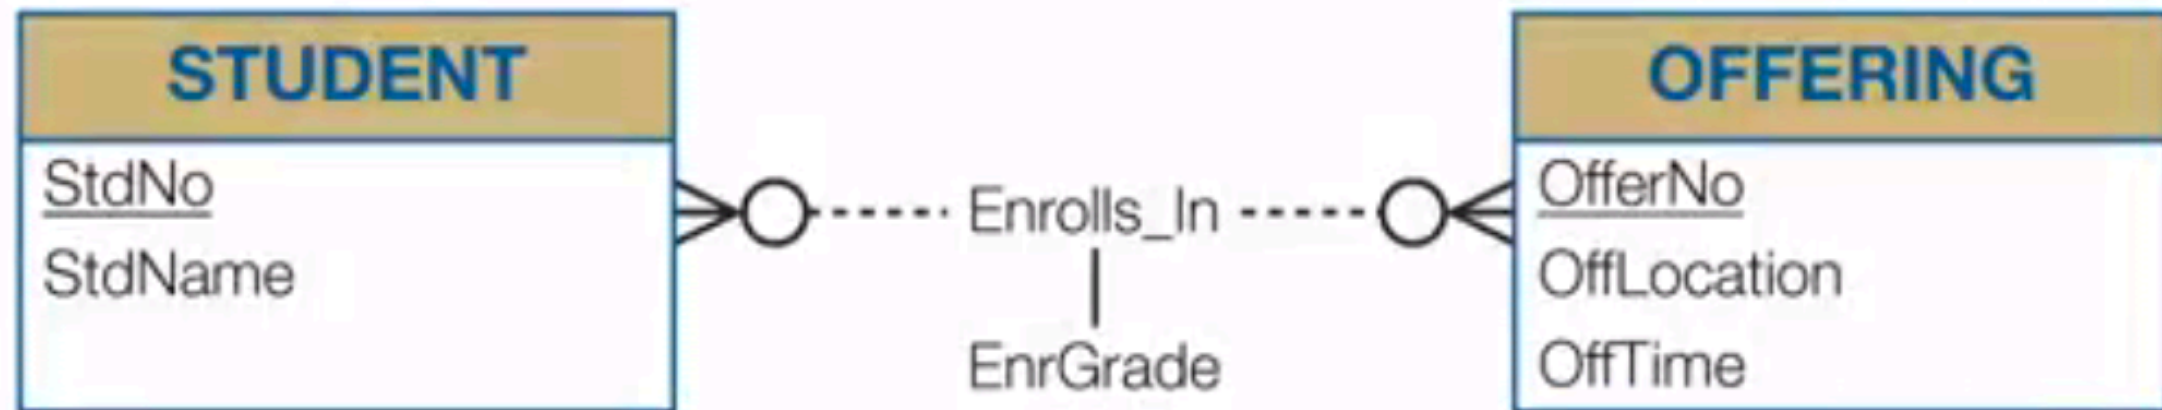 STUDENT
StdNo
StdName
Enrolls_In
EnrGrade
OFFERING
OfferNo
OffLocation
OffTime